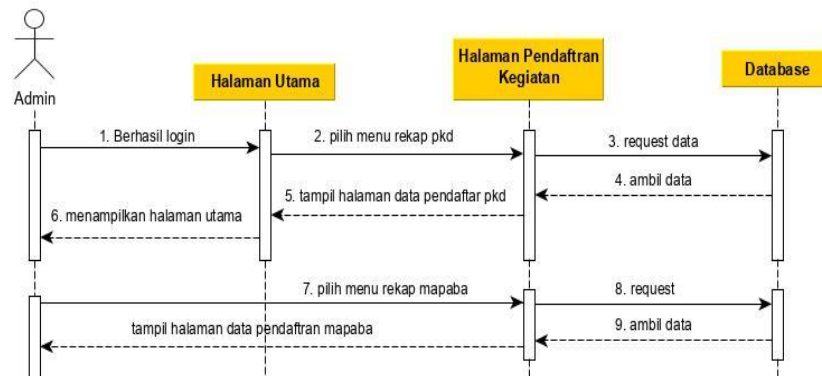 Admin
Halaman Utama
Halaman Pendaftran
Kegiatan
Database
1. Berhasil login
2. pilih menu rekap pkd
3. request data
4. ambil data
5. tampil halaman data pendaftar pkd
6. menampilkan halaman utama
7. pilih menu rekap mapaba
8. request
9. ambil data
tampil halaman data pendaftran mapaba